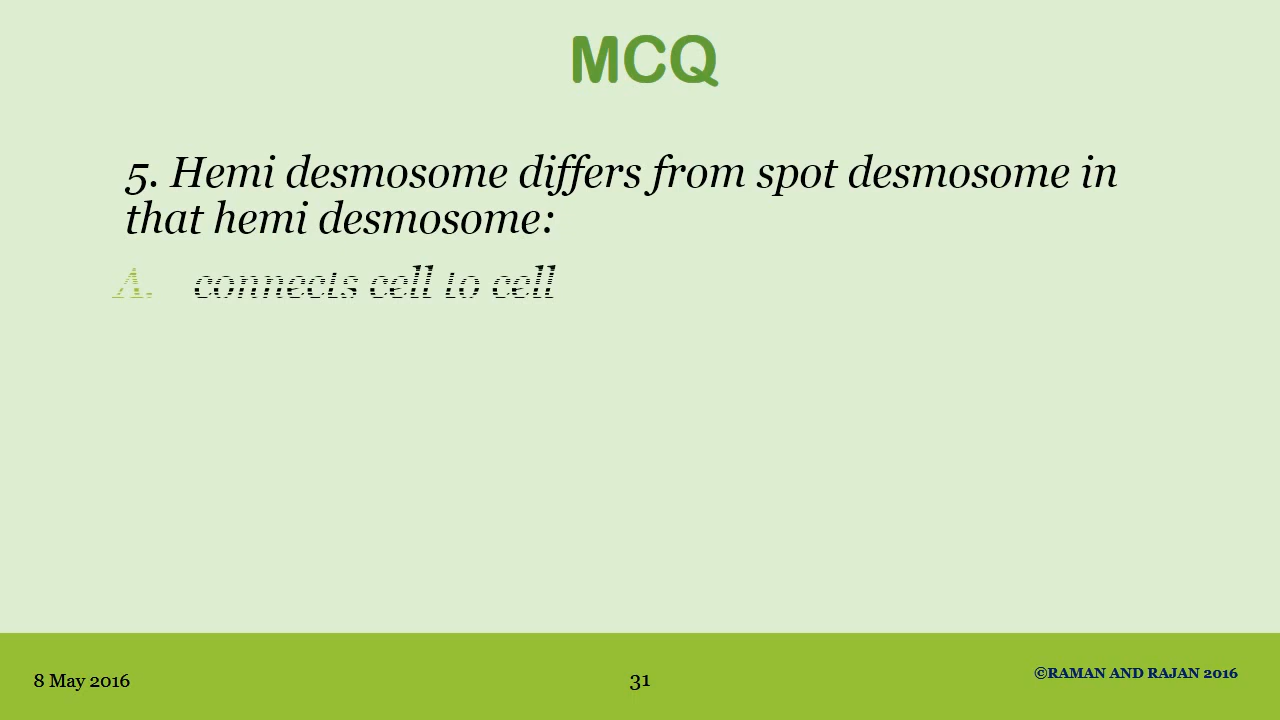 MCQ
5. Hemi desmosome differs from spot desmosome in
that hemi desmosome:
A. connects cell to cell
8 May 2016
31
©RAMAN AND RAJAN 2016